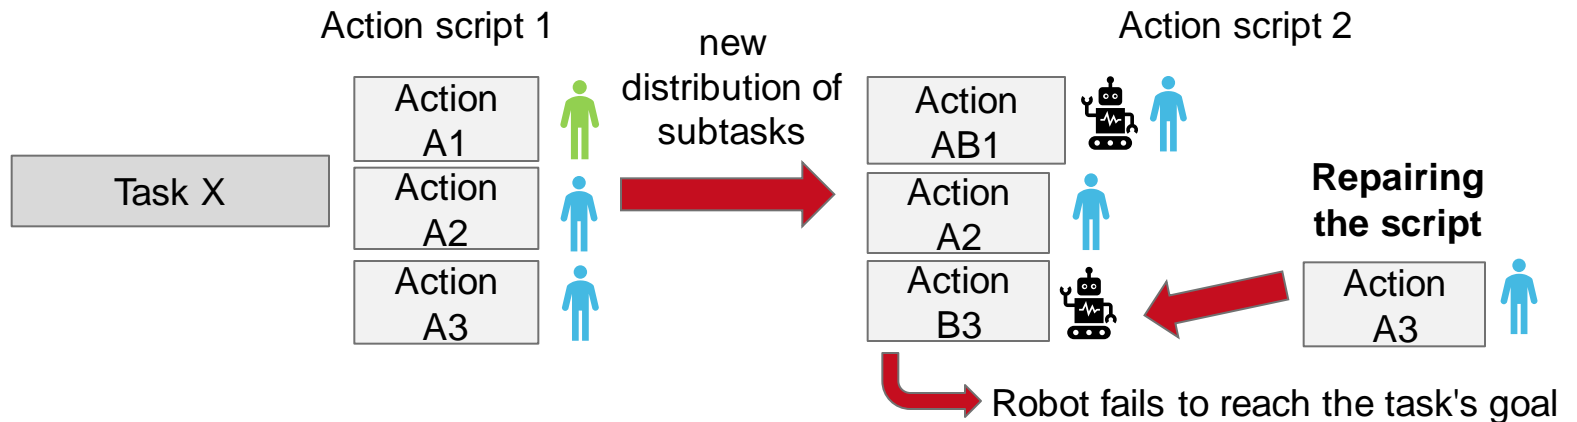 Action script 1
new
distribution of
subtasks
Action script 2
Task X
Action
A1
Action
A2
Action
A3
Action
AB1
Action
A2
Action
B3
Repairing
the script
Action
A3
Robot fails to reach the task's goal